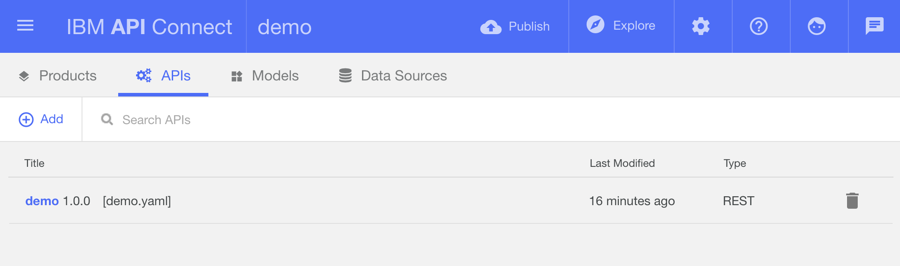 IBM API Connect demo Publish Explore
Products APIs Models Data Sources
Add Search APIs
Title Last Modified Type
demo 1.0.0 [demo.yaml] 16 minutes ago REST